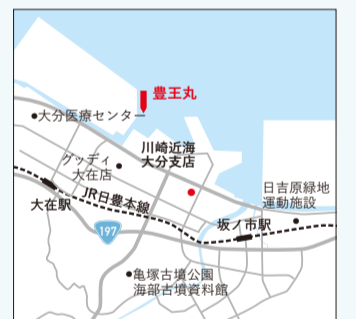 豊王丸
大分医療センター
川崎近海
大分支店
グッディ
大在店
JR日豊本線
大在駅
日吉原緑地
運動施設
坂ノ市駅
197
亀塚古墳公園
海部古墳資料館